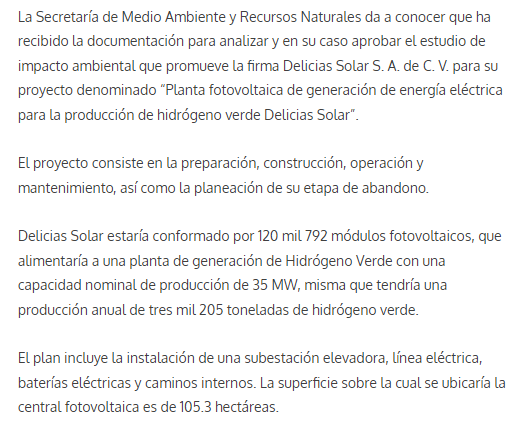 La Secretaría de Medio Ambiente y Recursos Naturales da a conocer que ha
recibido la documentación para analizar y en su caso aprobar el estudio de
impacto ambiental que promueve la firma Delicias Solar S. A. de C. V. para su
proyecto denominado “Planta fotovoltaica de generación de energía eléctrica
para la producción de hidrógeno verde Delicias Solar”.
El proyecto consiste en la preparación, construcción, operación y
mantenimiento, así como la planeación de su etapa de abandono.
Delicias Solar estaría conformado por 120 mil 792 módulos fotovoltaicos, que
alimentaría a una planta de generación de Hidrógeno Verde con una
capacidad nominal de producción de 35 MW, misma que tendría una
producción anual de tres mil 205 toneladas de hidrógeno verde.
El plan incluye la instalación de una subestación elevadora, línea eléctrica,
baterías eléctricas y caminos internos. La superficie sobre la cual se ubicaría la
central fotovoltaica es de 105.3 hectáreas.